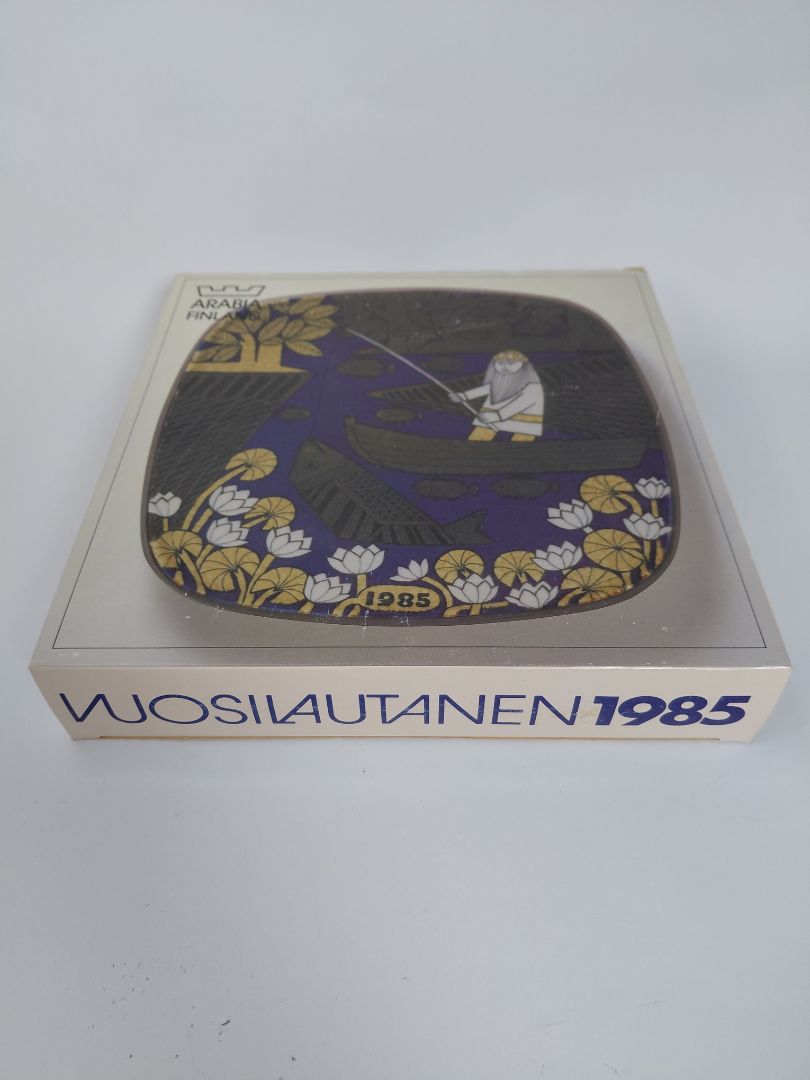 ARABIA
FINLAND
1985
VUOSILAUTANEN 1985